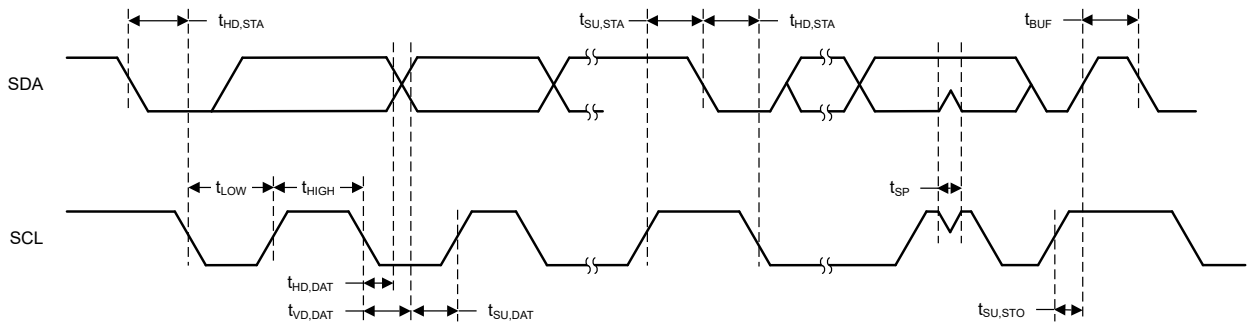 tHD,STA
tSU,STA
tHD,STA
tBUF
SDA
tLOW
tHIGH
tSP
SCL
tHD,DAT
tVD,DAT
tSU,DAT
tSU,STO